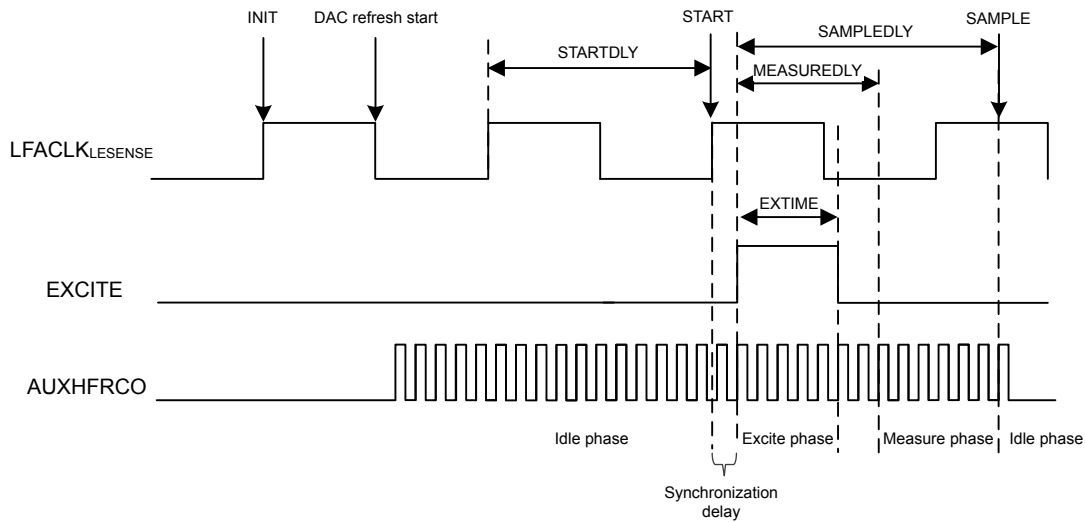 INIT
DAC refresh start
START
SAMPLE
SAMPLEDLY
STARTDLY
MEASUREDLY
LFACLKLESENSE
EXTIME
EXCITE
AUXHFRCO
Idle phase
Excite phase
Measure phase
Idle phase
Synchronization
delay